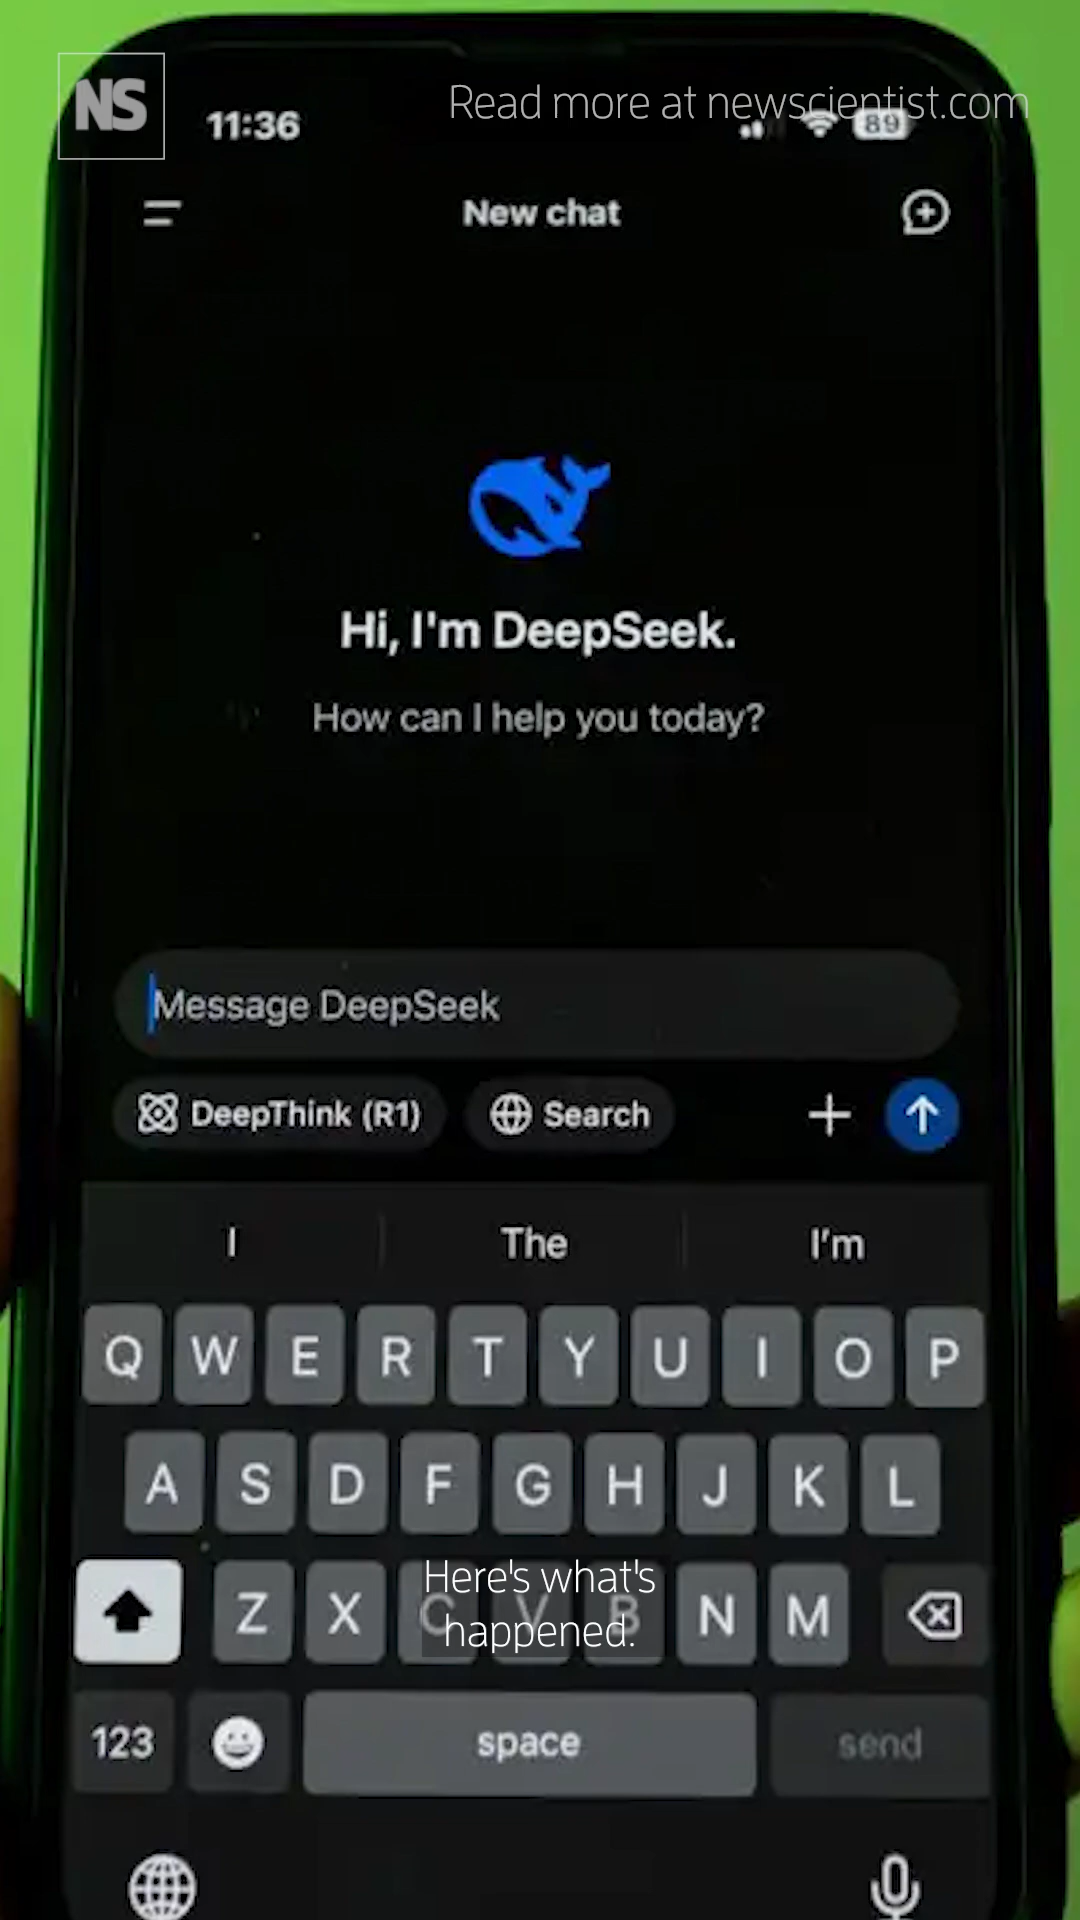 NS
Read more at newscientist.com
11:36
89
New chat
Hi, I'm DeepSeek.
How can I help you today?
Message DeepSeek
DeepThink (R1)
Search
I
The
I'm
Q W E R T Y U I O P
A S D F G H J K L
Z X C V B N M
Here's what's
happened.
123
space
send